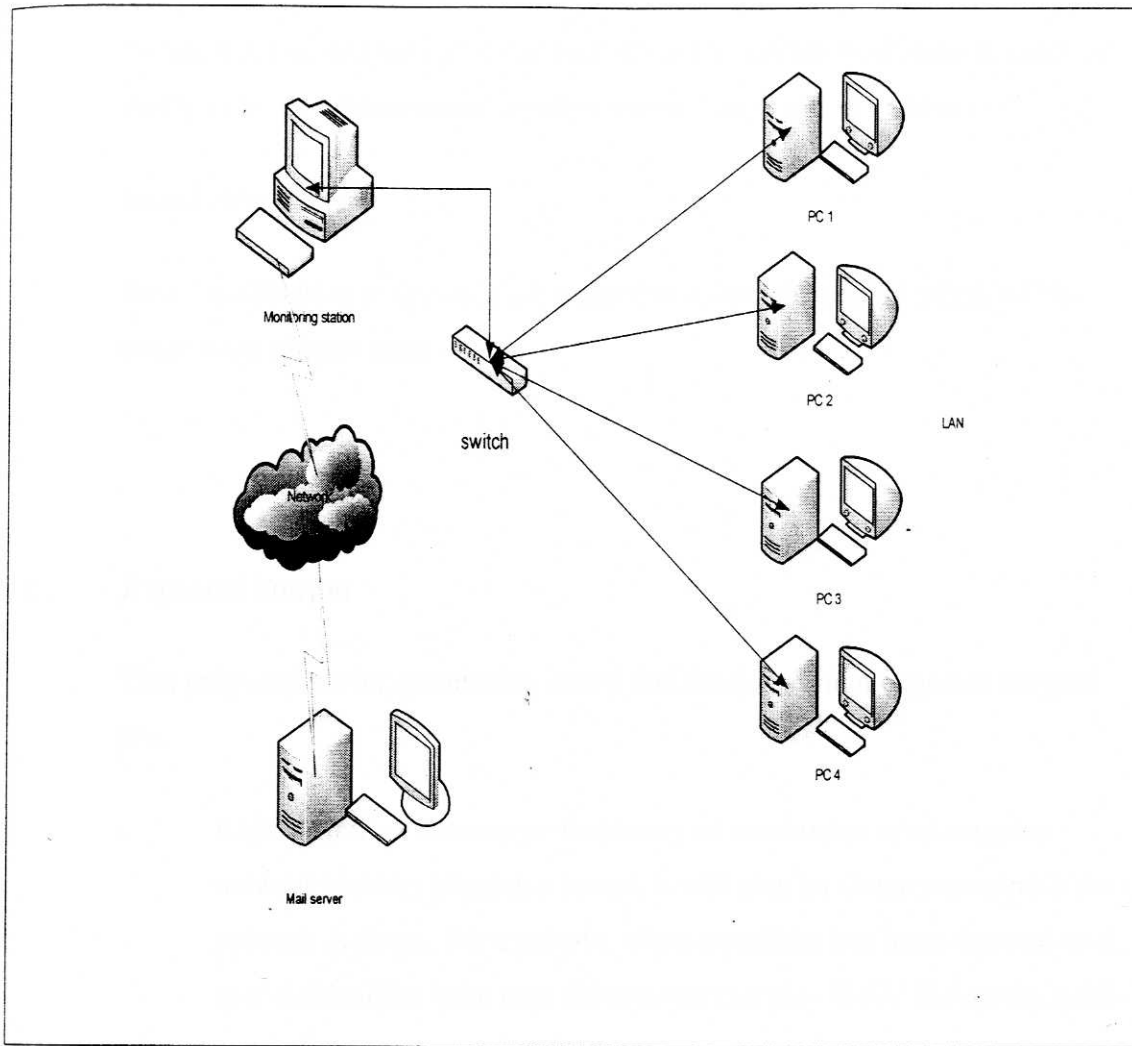 PC 1
Monitoring station
PC 2
LAN
switch
Network
PC 3
PC 4
Mail server